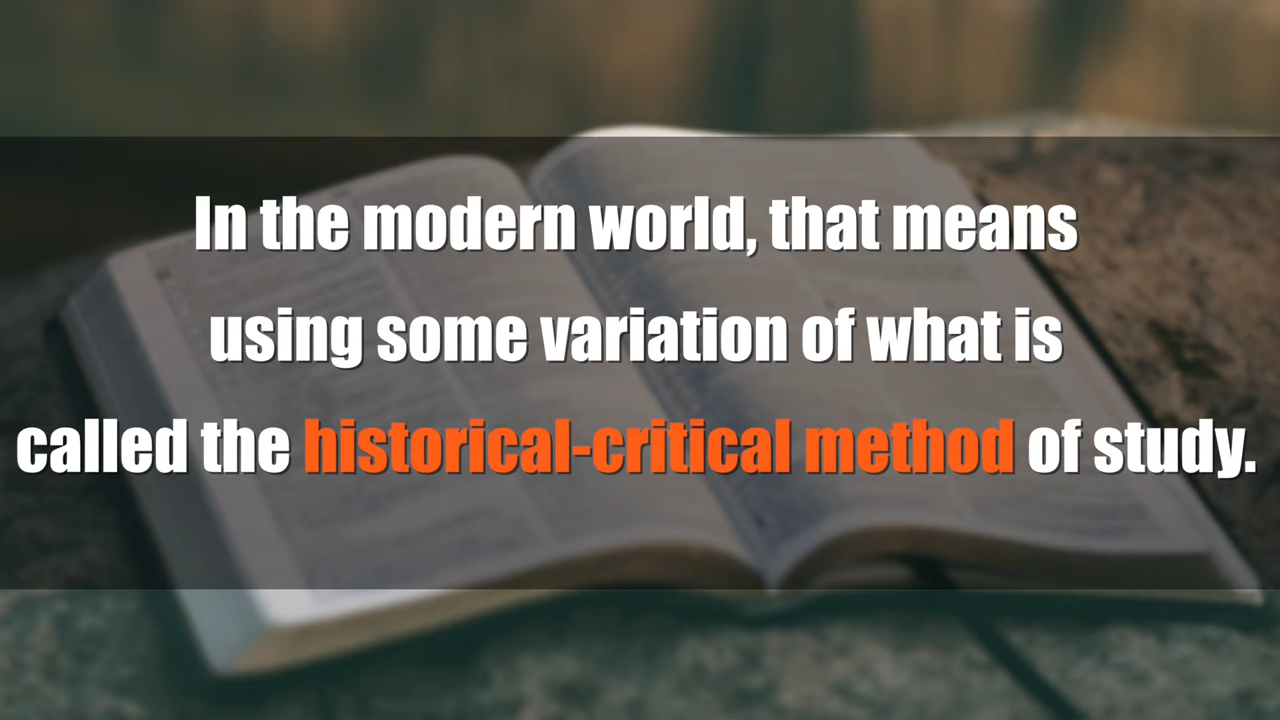 In the modern world, that means
using some variation of what is
called the historical-critical method of study.